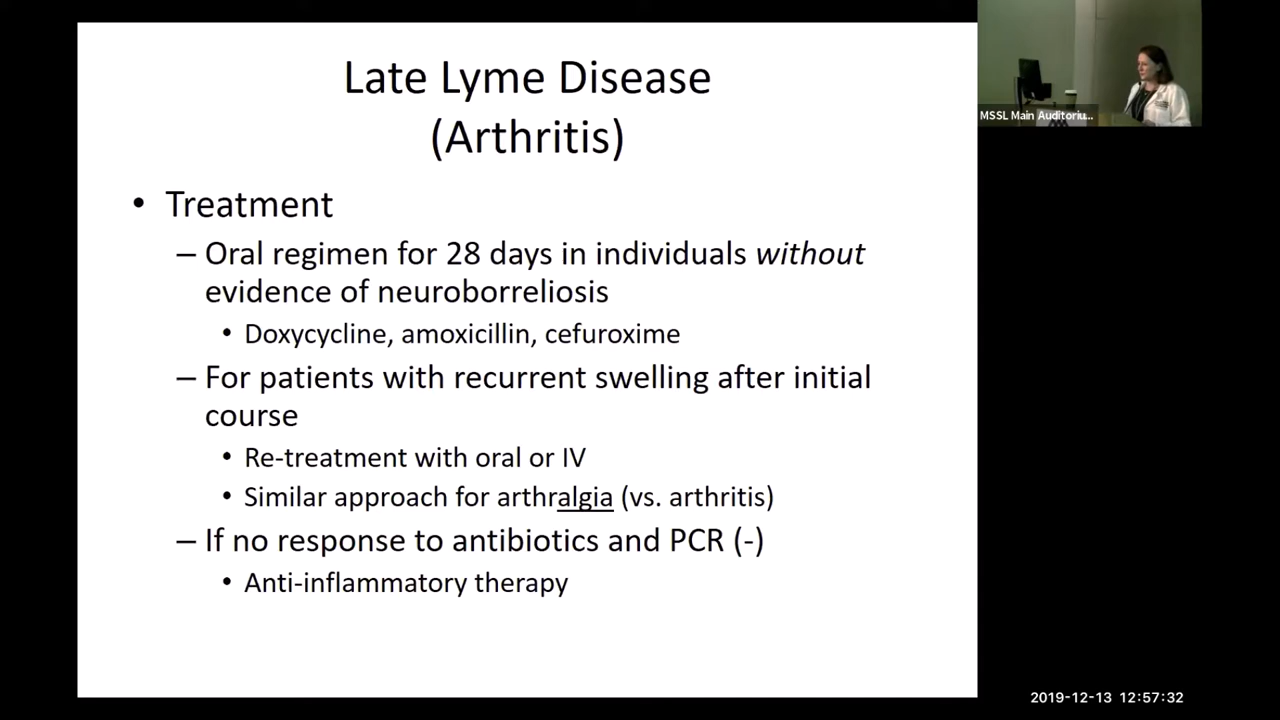 Late Lyme Disease
(Arthritis)
• Treatment
– Oral regimen for 28 days in individuals without
evidence of neuroborreliosis
• Doxycycline, amoxicillin, cefuroxime
– For patients with recurrent swelling after initial
course
• Re-treatment with oral or IV
• Similar approach for arthralgia (vs. arthritis)
– If no response to antibiotics and PCR (-)
• Anti-inflammatory therapy
MSSL Main Auditoriu...
2019-12-13 12:57:32